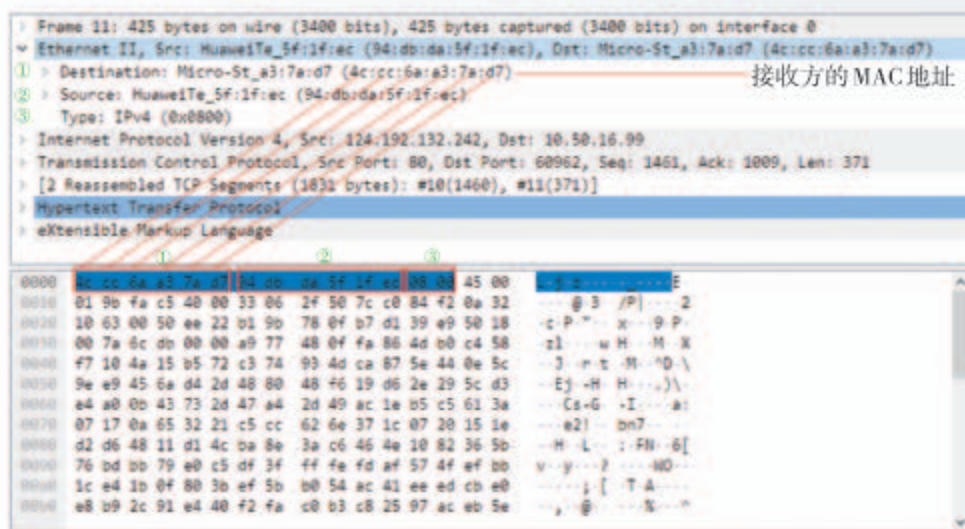 Frame 11: 425 bytes on wire (3400 bits), 425 bytes captured (3400 bits) on interface 0
Ethernet II, Src: HuaweiTe_5f:1f:ec (94:db:da:5f:1f:ec), Dst: Micro-St_a3:7a:d7 (4c:cc:6a:a3:7a:d7)
① Destination: Micro-St_a3:7a:d7 (4c:cc:6a:a3:7a:d7) 接收方的MAC地址
② Source: HuaweiTe_5f:1f:ec (94:db:da:5f:1f:ec)
③ Type: IPv4 (0x0800)
Internet Protocol Version 4, Src: 124.192.132.242, Dst: 10.50.16.99
Transmission Control Protocol, Src Port: 80, Dst Port: 60962, Seq: 1461, Ack: 1009, Len: 371
[2 Reassembled TCP Segments (1831 bytes): #10(1460), #11(371)]
Hypertext Transfer Protocol
eXtensible Markup Language
① ② ③
0000 4c cc 6a a3 7a d7 94 db da 5f 1f ec 08 00 45 00
0010 01 9b fa c5 40 00 33 06 2f 50 7c c0 84 f2 0a 32
0020 10 63 00 50 ee 22 b1 9b 78 0f b7 d1 39 e9 50 18
0030 00 7a 6c db 00 00 a9 77 48 0f fa 86 4d b0 c4 58
0040 f7 10 4a 15 b5 72 c3 74 93 4d ca 87 5e 44 0e 5c
0050 9e e9 45 6a d4 2d 48 80 48 f6 19 d6 2e 29 5c d3
0060 e4 a0 0b 43 73 2d 47 a4 2d 49 ac 1e b5 c5 61 3a
0070 07 17 0a 65 32 21 c5 cc 62 6e 37 1c 07 20 15 1e
0080 d2 d6 48 11 d1 4c ba 8e 3a c6 46 4e 10 82 36 5b
0090 76 bd bb 79 e0 c5 df 3f ff fe fd af 57 4f ef bb
00a0 1c e4 1b 0f 80 3b ef 5b b0 54 ac 41 ee ed cb e0
00b0 e8 b9 2c 91 e4 40 f2 fa c0 b3 c8 25 97 ac eb 5e